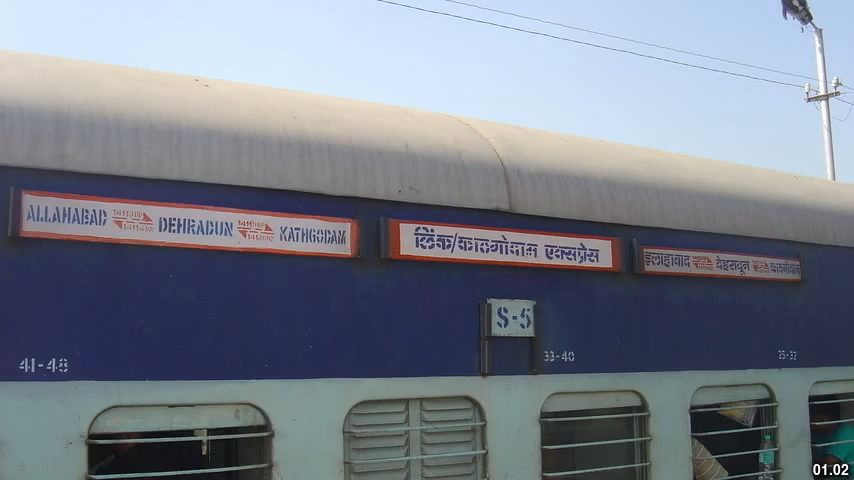 ALLAHABAD DEHRADUN KATHGODAM
लिंक/काठगोदाम एक्सप्रेस
इलाहाबाद देहरादून काठगोदाम
S-5
41-48
33-40
25-32
01.02